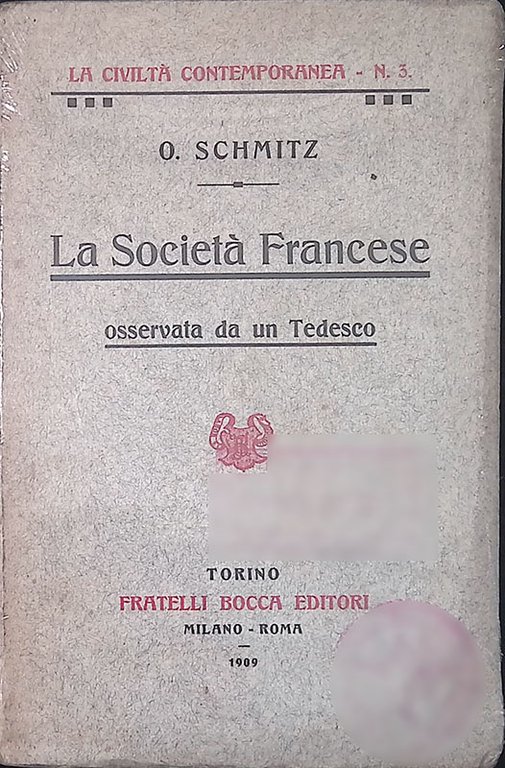 LA CIVILTÀ CONTEMPORANEA - N. 3.
O. SCHMITZ
La Società Francese
osservata da un Tedesco
TORINO
FRATELLI BOCCA EDITORI
MILANO - ROMA
1909